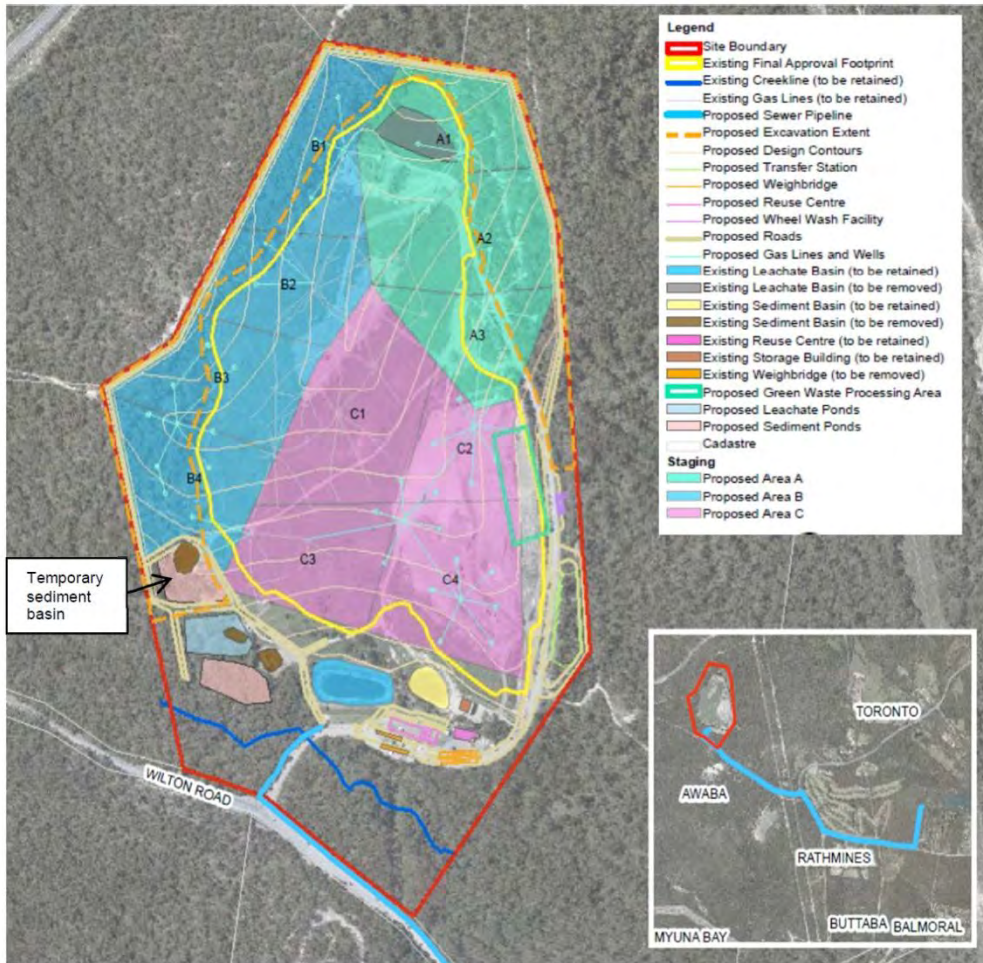 Legend
Site Boundary
Existing Final Approval Footprint
Existing Creekline (to be retained)
Existing Gas Lines (to be retained)
Proposed Sewer Pipeline
Proposed Excavation Extent
Proposed Design Contours
Proposed Transfer Station
Proposed Weighbridge
Proposed Reuse Centre
Proposed Wheel Wash Facility
Proposed Roads
Proposed Gas Lines and Wells
Existing Leachate Basin (to be retained)
Existing Leachate Basin (to be removed)
Existing Sediment Basin (to be retained)
Existing Sediment Basin (to be removed)
Existing Reuse Centre (to be retained)
Existing Storage Building (to be retained)
Existing Weighbridge (to be removed)
Proposed Green Waste Processing Area
Proposed Leachate Ponds
Proposed Sediment Ponds
Cadastre
Staging
Proposed Area A
Proposed Area B
Proposed Area C
A1
B1
A2
B2
A3
B3
C1
C2
B4
C3
C4
Temporary
sediment
basin
WILTON ROAD
TORONTO
AWABA
RATHMINES
BUTTABA
BALMORAL
MYUNA BAY